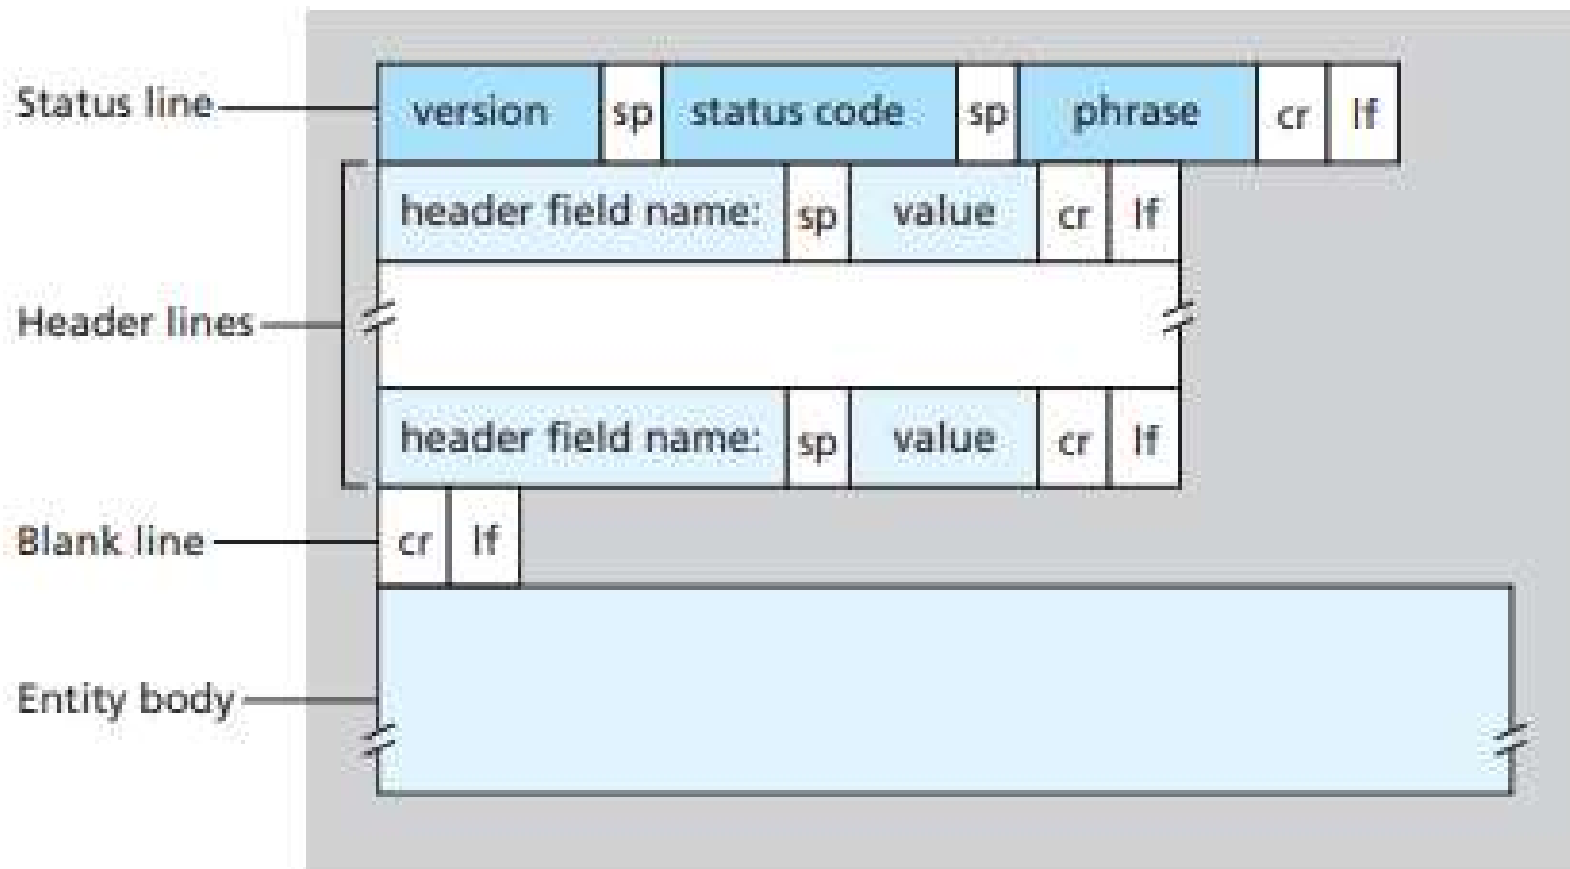 Status line version sp status code sp phrase cr lf
header field name: sp value cr lf
Header lines
header field name: sp value cr lf
Blank line cr lf
Entity body